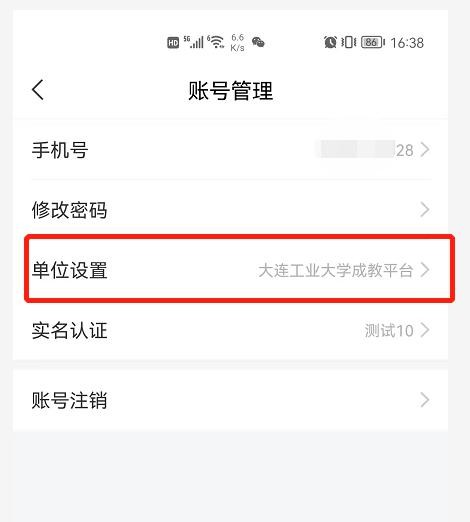 HD 5G 6 6.6 K/s 86 16:38
账号管理
手机号 28
修改密码
单位设置 大连工业大学成教平台
实名认证 测试10
账号注销